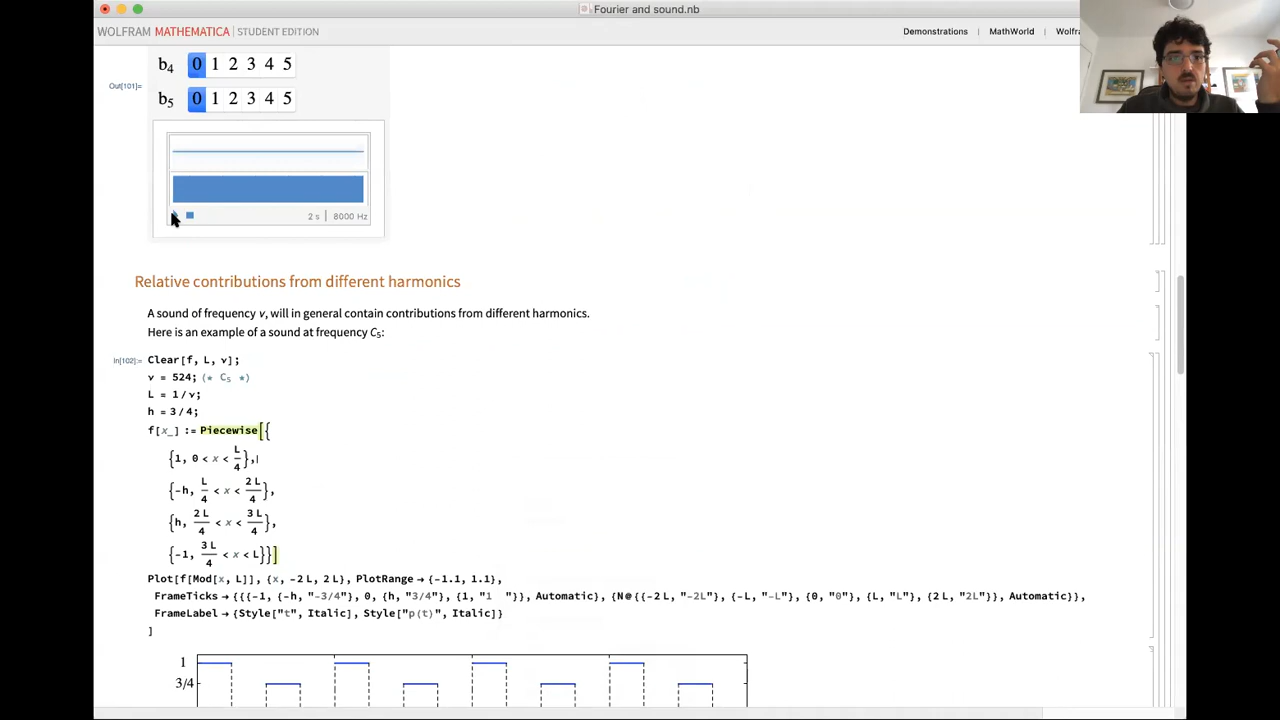 Fourier and sound.nb
WOLFRAM MATHEMATICA | STUDENT EDITION
Demonstrations | MathWorld | Wolfr
b4 0 1 2 3 4 5
Out[101]=
b5 0 1 2 3 4 5
2 s | 8000 Hz
Relative contributions from different harmonics
A sound of frequency ν, will in general contain contributions from different harmonics.
Here is an example of a sound at frequency C5:
In[102]:= Clear[f, L, ν];
ν = 524; (* C5 *)
L = 1/ν;
h = 3/4;
f[x_] := Piecewise[{
{1, 0 < x < L/4},
{-h, L/4 < x < 2 L/4},
{h, 2 L/4 < x < 3 L/4},
{-1, 3 L/4 < x < L}}]
Plot[f[Mod[x, L]], {x, -2 L, 2 L}, PlotRange → {-1.1, 1.1},
FrameTicks → {{{-1, {-h, "-3/4"}, 0, {h, "3/4"}, {1, "1 "}}, Automatic}, {N@{{-2 L, "-2L"}, {-L, "-L"}, {0, "0"}, {L, "L"}, {2 L, "2L"}}, Automatic}},
FrameLabel → {Style["t", Italic], Style["p(t)", Italic]}
]
1
3/4